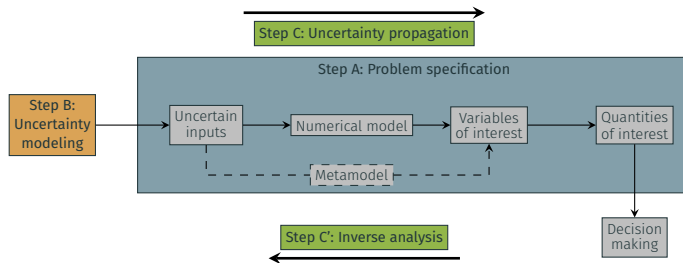 Step C: Uncertainty propagation
Step A: Problem specification
Step B:
Uncertainty
modeling
Uncertain
inputs
Numerical model
Variables
of interest
Quantities
of interest
Metamodel
Decision
making
Step C’: Inverse analysis